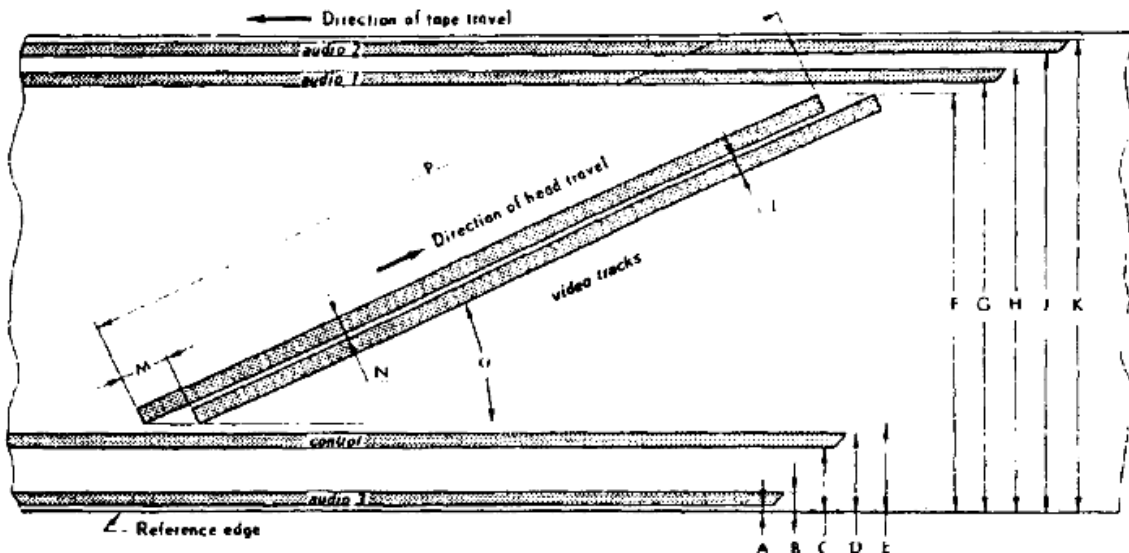 Direction of tape travel
audio 2
audio 1
P
Direction of head travel
L
video tracks
F G H J K
M
N
control
audio 3
Reference edge
A B C D E